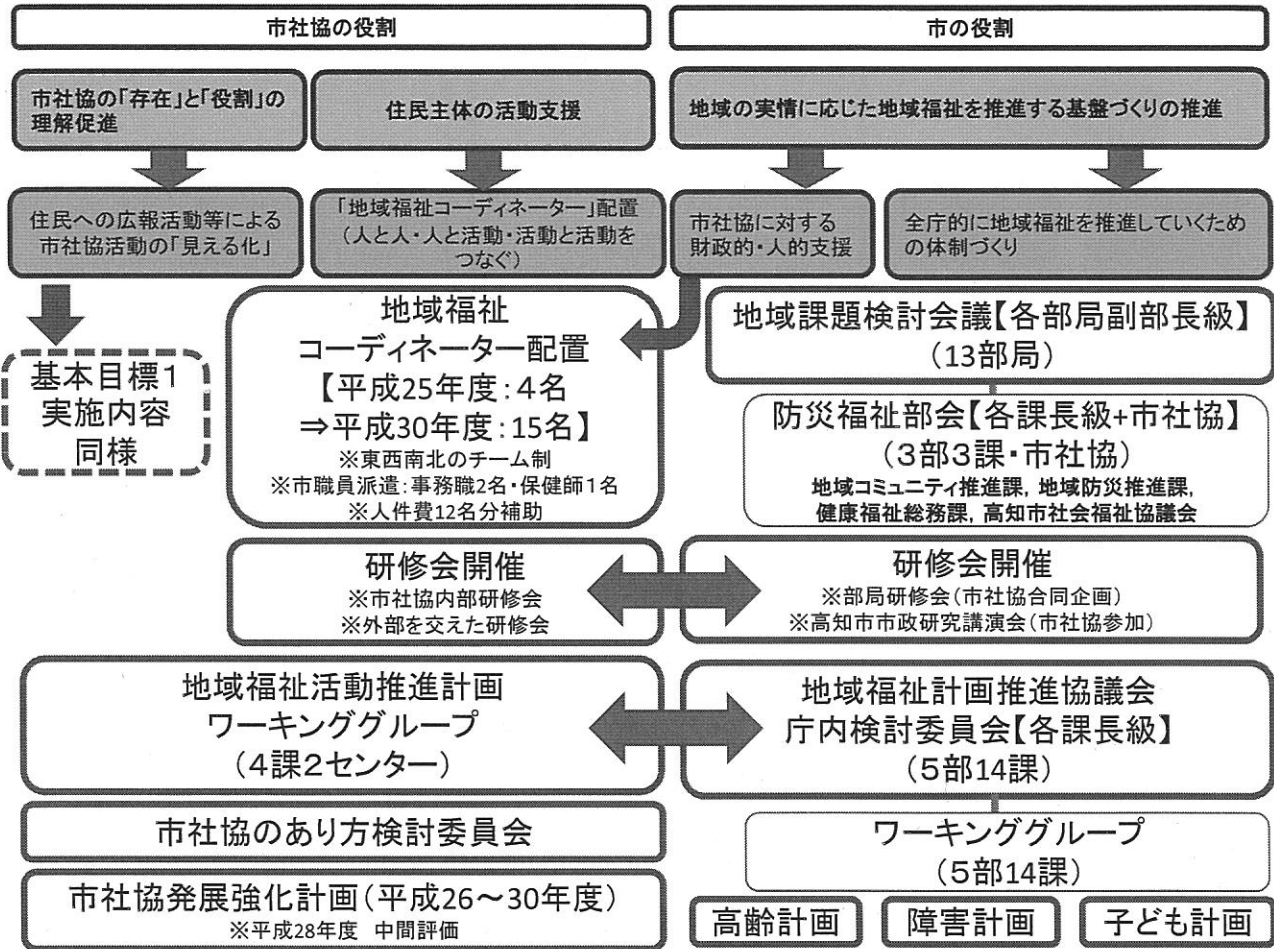 市社協の役割
市の役割
市社協の「存在」と「役割」の
理解促進
住民主体の活動支援
地域の実情に応じた地域福祉を推進する基盤づくりの推進
住民への広報活動等による
市社協活動の「見える化」
「地域福祉コーディネーター」配置
(人と人・人と活動・活動と活動を
つなぐ)
市社協に対する
財政的・人的支援
全庁的に地域福祉を推進していくため
の体制づくり
基本目標1
実施内容
同様
地域福祉
コーディネーター配置
【平成25年度:4名
⇒平成30年度:15名】
※東西南北のチーム制
※市職員派遣:事務職2名・保健師1名
※人件費12名分補助
地域課題検討会議【各部局副部長級】
(13部局)
防災福祉部会【各課長級+市社協】
(3部3課・市社協)
地域コミュニティ推進課,地域防災推進課,
健康福祉総務課,高知市社会福祉協議会
研修会開催
※市社協内部研修会
※外部を交えた研修会
研修会開催
※部局研修会(市社協合同企画)
※高知市市政研究講演会(市社協参加)
地域福祉活動推進計画
ワーキンググループ
(4課2センター)
地域福祉計画推進協議会
庁内検討委員会【各課長級】
(5部14課)
市社協のあり方検討委員会
ワーキンググループ
(5部14課)
市社協発展強化計画(平成26～30年度)
※平成28年度 中間評価
高齢計画
障害計画
子ども計画